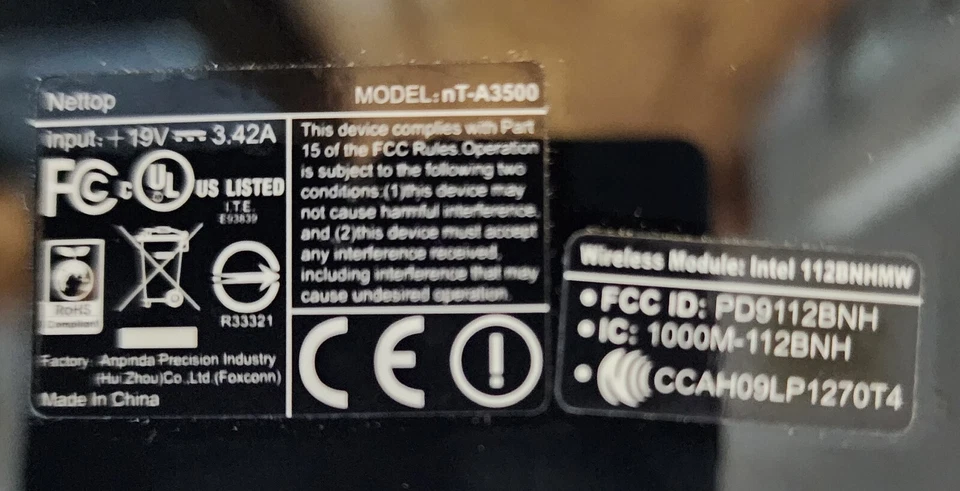 Nettop
MODEL: nT-A3500
input: + 19V 3.42A
FC c UL US LISTED
I.T.E.
E93839
RoHS
Compliant
R33321
Factory Anpinda Precision Industry
(Hui Zhou)Co .Ltd (Foxconn)
Made In China
This device complies with Part
15 of the FCC Rules.Operation
is subject to the following two
conditions:(1)this device may
not cause harmful interference,
and (2)this device must accept
any interference received,
including interference that may
cause undesired operation.
CE
Wireless Module: Intel 112BNHMW
•FCC ID: PD9112BNH
•IC: 1000M-112BNH
• CCAH09LP1270T4